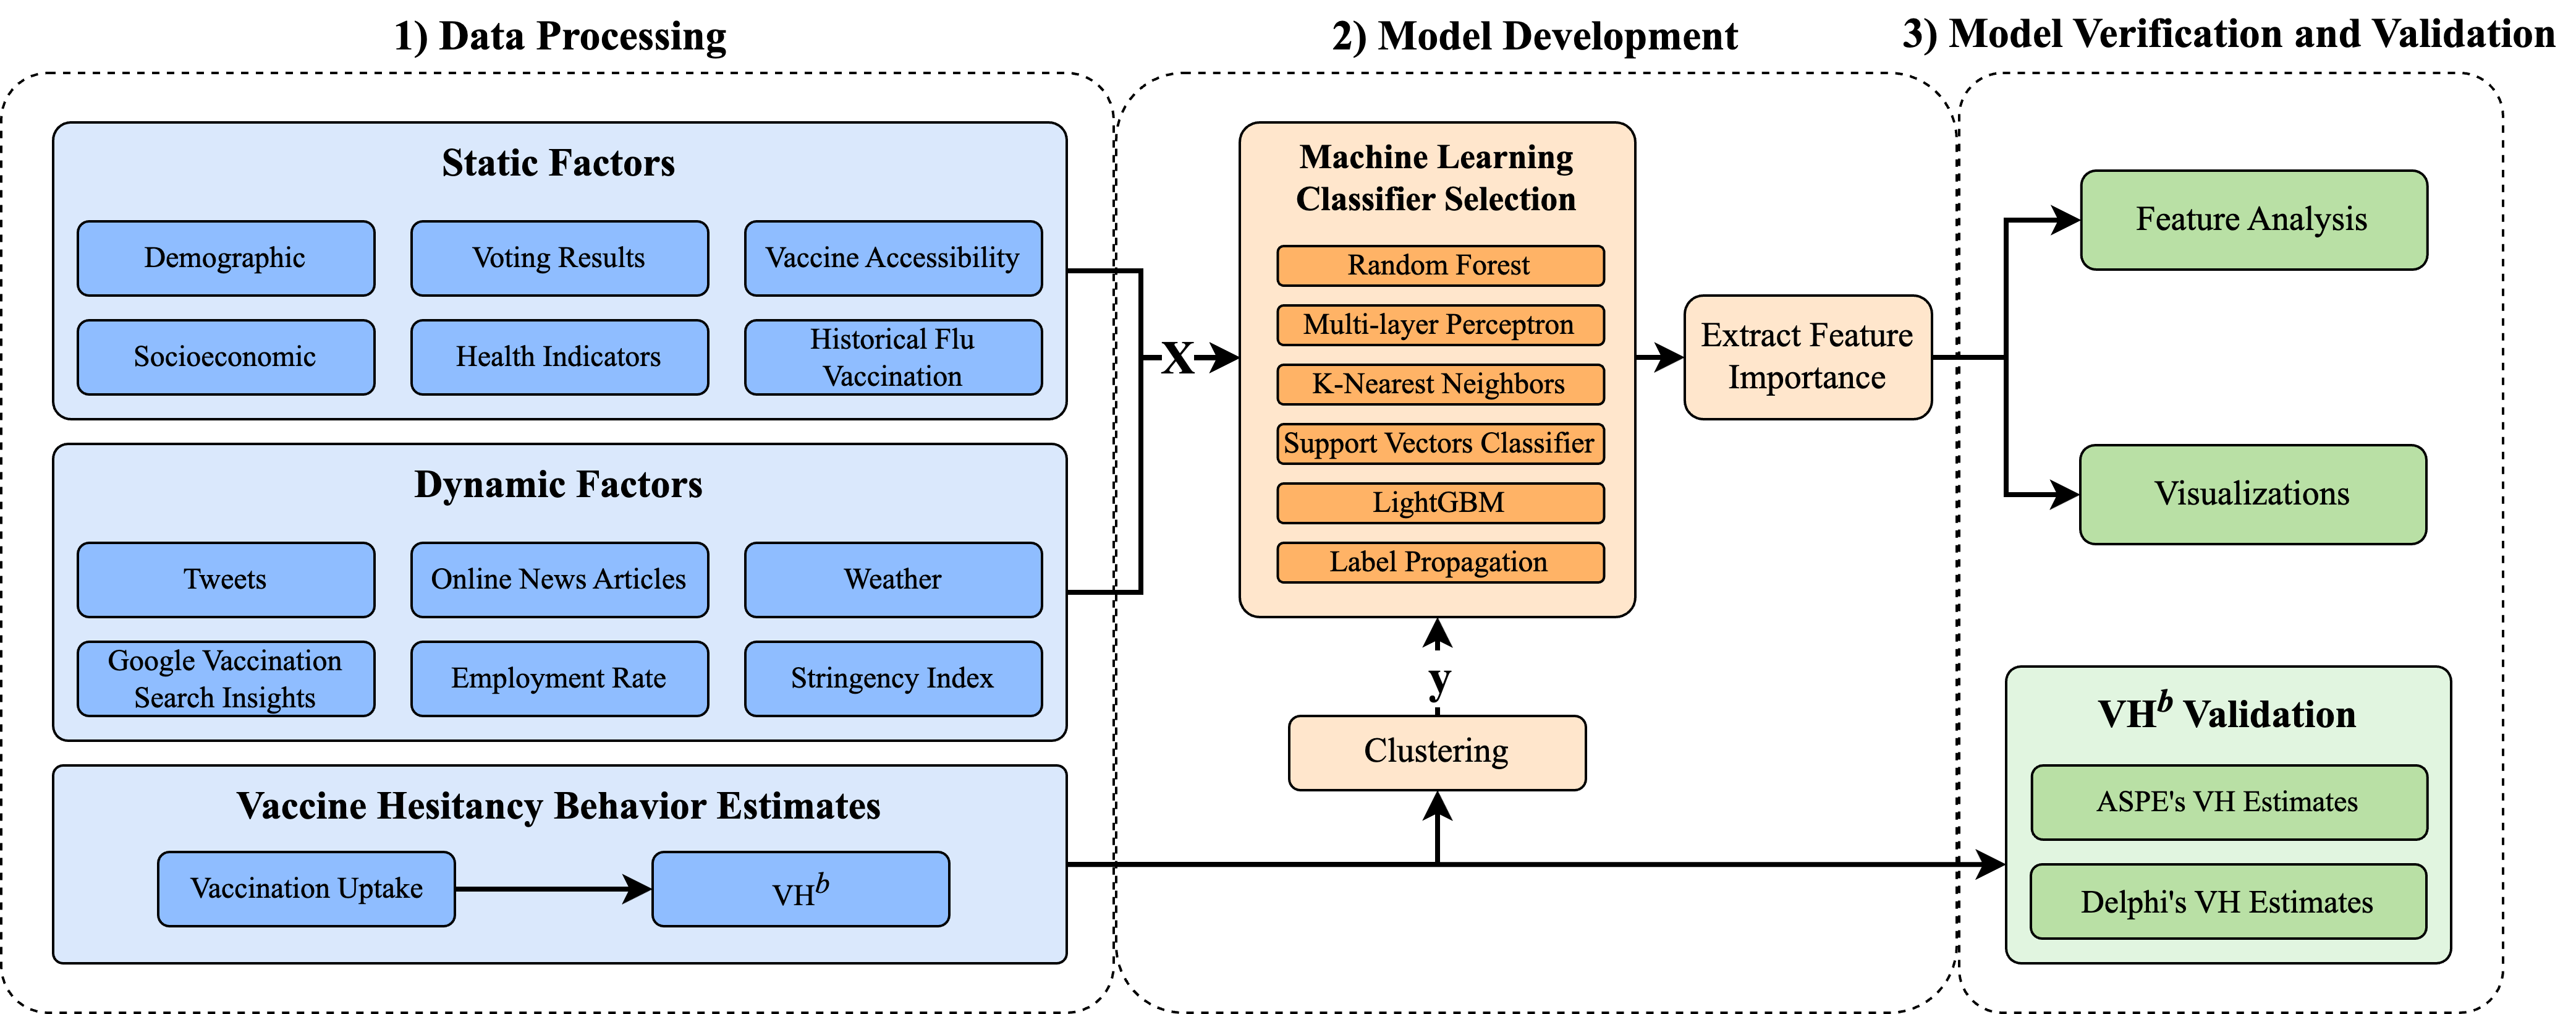 1) Data Processing
Static Factors
Demographic
Voting Results
Vaccine Accessibility
Socioeconomic
Health Indicators
Historical Flu
Vaccination
Dynamic Factors
Tweets
Online News Articles
Weather
Google Vaccination
Search Insights
Employment Rate
Stringency Index
Vaccine Hesitancy Behavior Estimates
Vaccination Uptake
VHᵇ
X
2) Model Development
Machine Learning
Classifier Selection
Random Forest
Multi-layer Perceptron
K-Nearest Neighbors
Support Vectors Classifier
LightGBM
Label Propagation
y
Clustering
Extract Feature
Importance
3) Model Verification and Validation
Feature Analysis
Visualizations
VHᵇ Validation
ASPE's VH Estimates
Delphi's VH Estimates